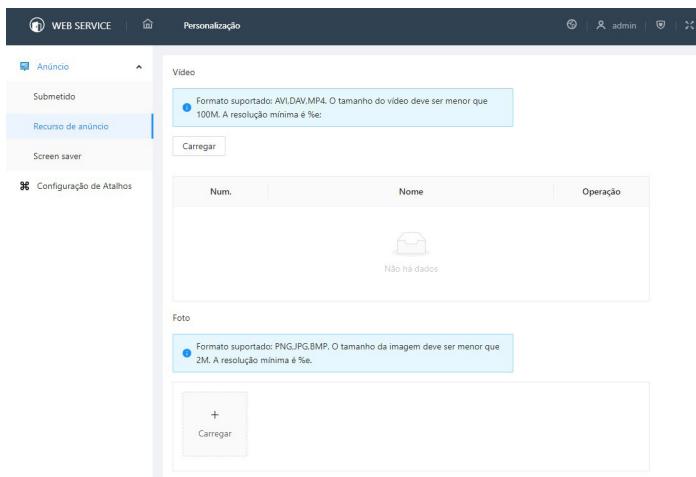 WEB SERVICE
Personalização
admin
Anúncio
Submetido
Recurso de anúncio
Screen saver
Configuração de Atalhos
Vídeo
Formato suportado: AVI,DAV,MP4. O tamanho do vídeo deve ser menor que
100M. A resolução mínima é %e:
Carregar
Num. Nome Operação
Não há dados
Foto
Formato suportado: PNG,JPG,BMP. O tamanho da imagem deve ser menor que
2M. A resolução mínima é %e.
+
Carregar